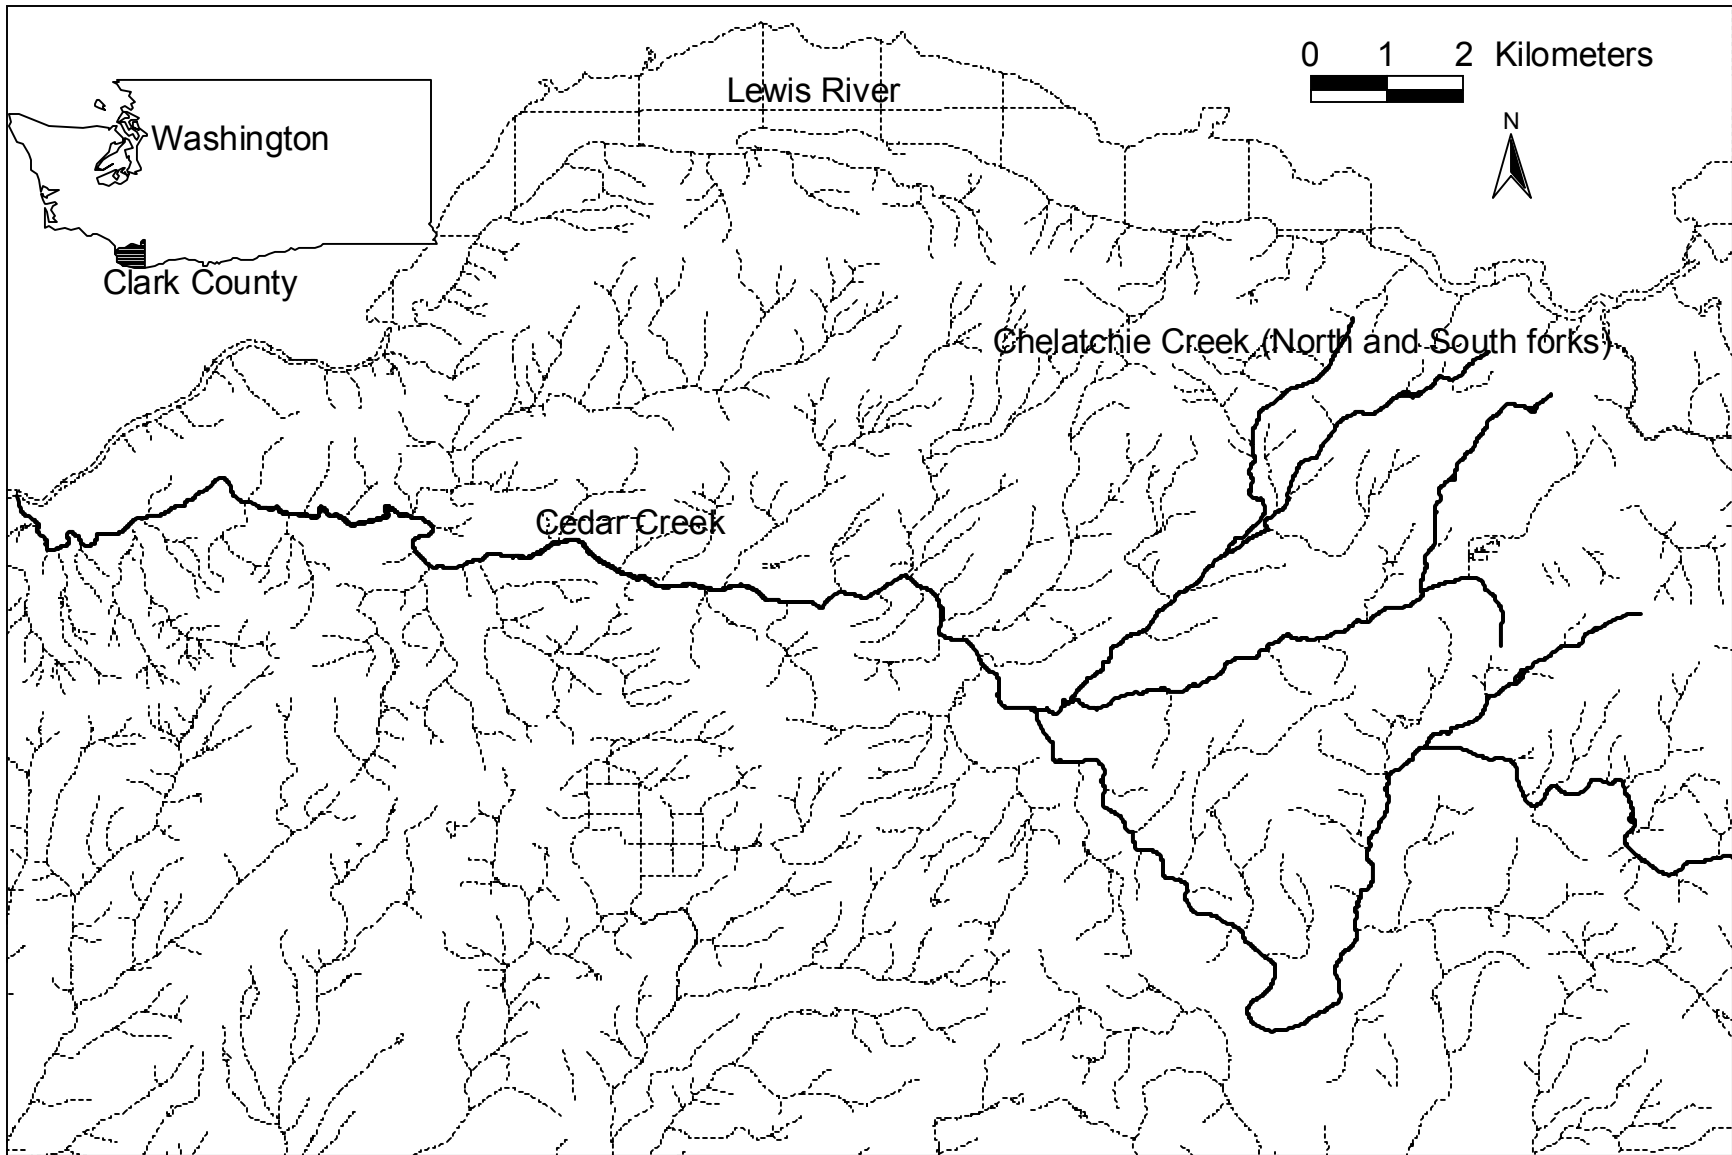 0 1 2 Kilometers
Lewis River
N
Washington
Clark County
Chelatchie Creek (North and South forks)
Cedar Creek